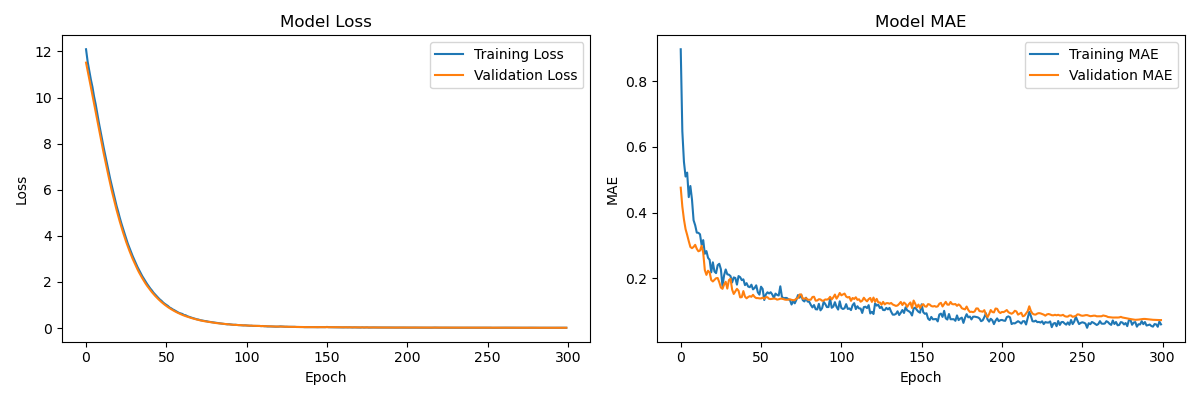 Model Loss
12
10
8
6
4
2
0
Loss
Training Loss
Validation Loss
0 50 100 150 200 250 300
Epoch
Model MAE
0.8
0.6
0.4
0.2
MAE
Training MAE
Validation MAE
0 50 100 150 200 250 300
Epoch